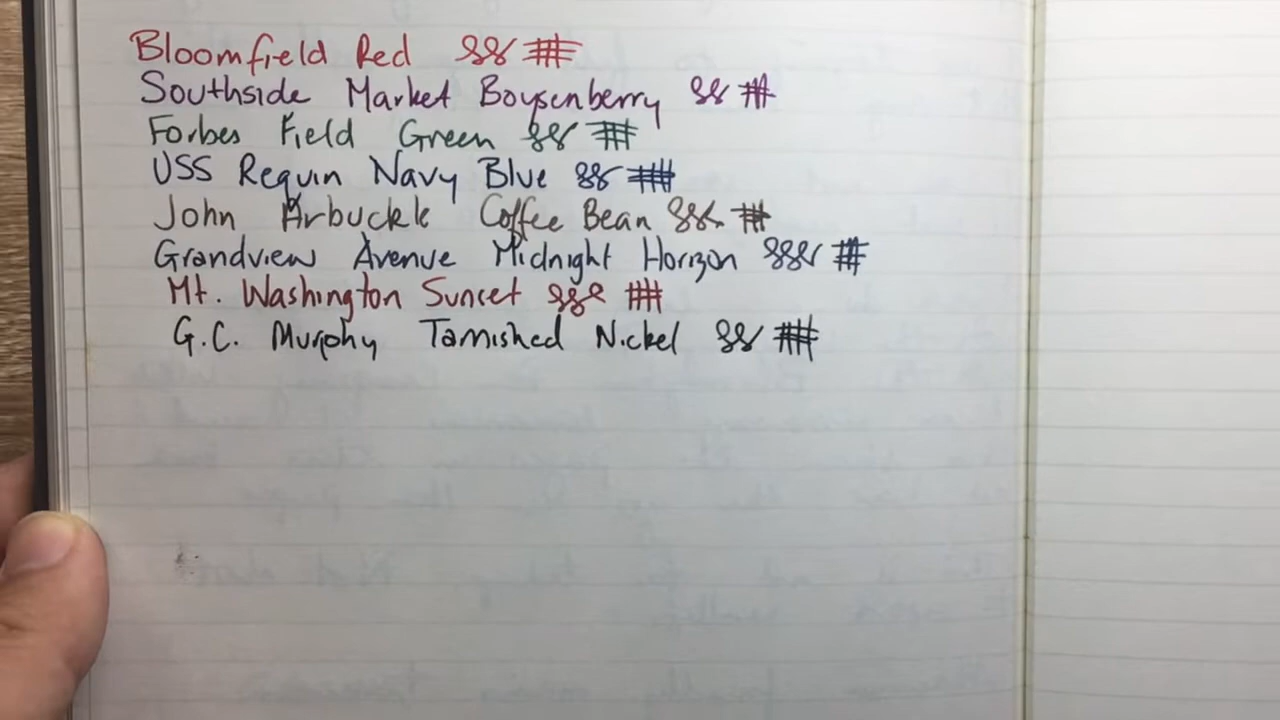 Bloomfield Red
Southside Market Boysenberry
Forbes Field Green
USS Requin Navy Blue
John Arbuckle Coffee Bean
Grandview Avenue Midnight Horizon
Mt. Washington Sunset
G.C. Murphy Tarnished Nickel